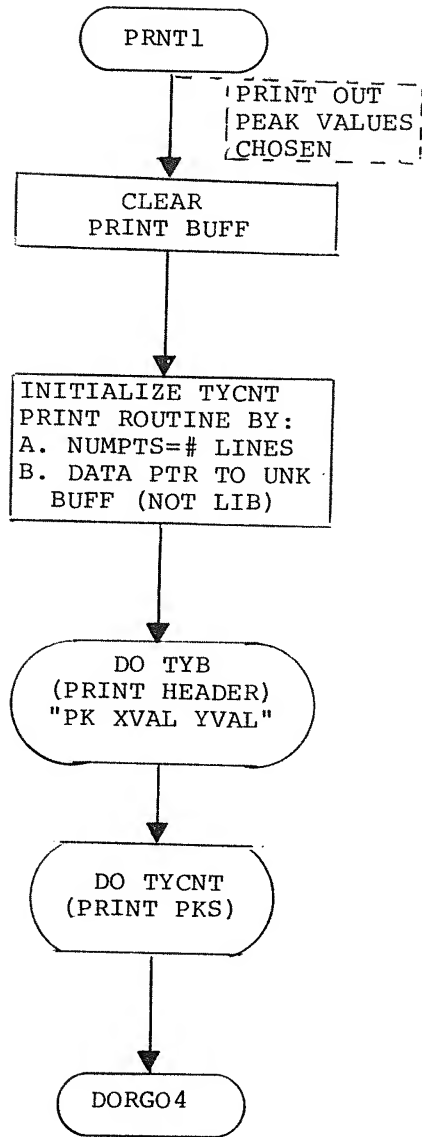 PRNT1
PRINT OUT
PEAK VALUES
CHOSEN
CLEAR
PRINT BUFF
INITIALIZE TYCNT
PRINT ROUTINE BY:
A. NUMPTS=# LINES
B. DATA PTR TO UNK
BUFF (NOT LIB)
DO TYB
(PRINT HEADER)
"PK XVAL YVAL"
DO TYCNT
(PRINT PKS)
DORGO4